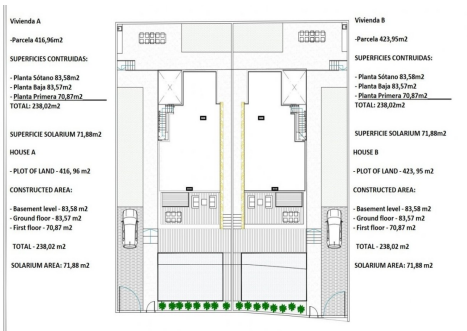 Vivienda A
-Parcela 416,96m2
SUPERFICIES CONTRUIDAS:
- Planta Sótano 83,58m2
- Planta Baja 83,57m2
- Planta Primera 70,87m2
TOTAL: 238,02m2
SUPERFICIE SOLARIUM 71,88m2
HOUSE A
- PLOT OF LAND - 416, 96 m2
CONSTRUCTED AREA:
- Basement level - 83,58 m2
- Ground floor - 83,57 m2
- First floor - 70,87 m2
TOTAL - 238,02 m2
SOLARIUM AREA: 71,88 m2
Vivienda B
-Parcela 423,95m2
SUPERFICIES CONTRUIDAS:
- Planta Sótano 83,58m2
- Planta Baja 83,57m2
- Planta Primera 70,87m2
TOTAL: 238,02m2
SUPERFICIE SOLARIUM 71,88m2
HOUSE B
- PLOT OF LAND - 423, 95 m2
CONSTRUCTED AREA:
- Basement level - 83,58 m2
- Ground floor - 83,57 m2
- First floor - 70,87 m2
TOTAL - 238,02 m2
SOLARIUM AREA: 71,88 m2